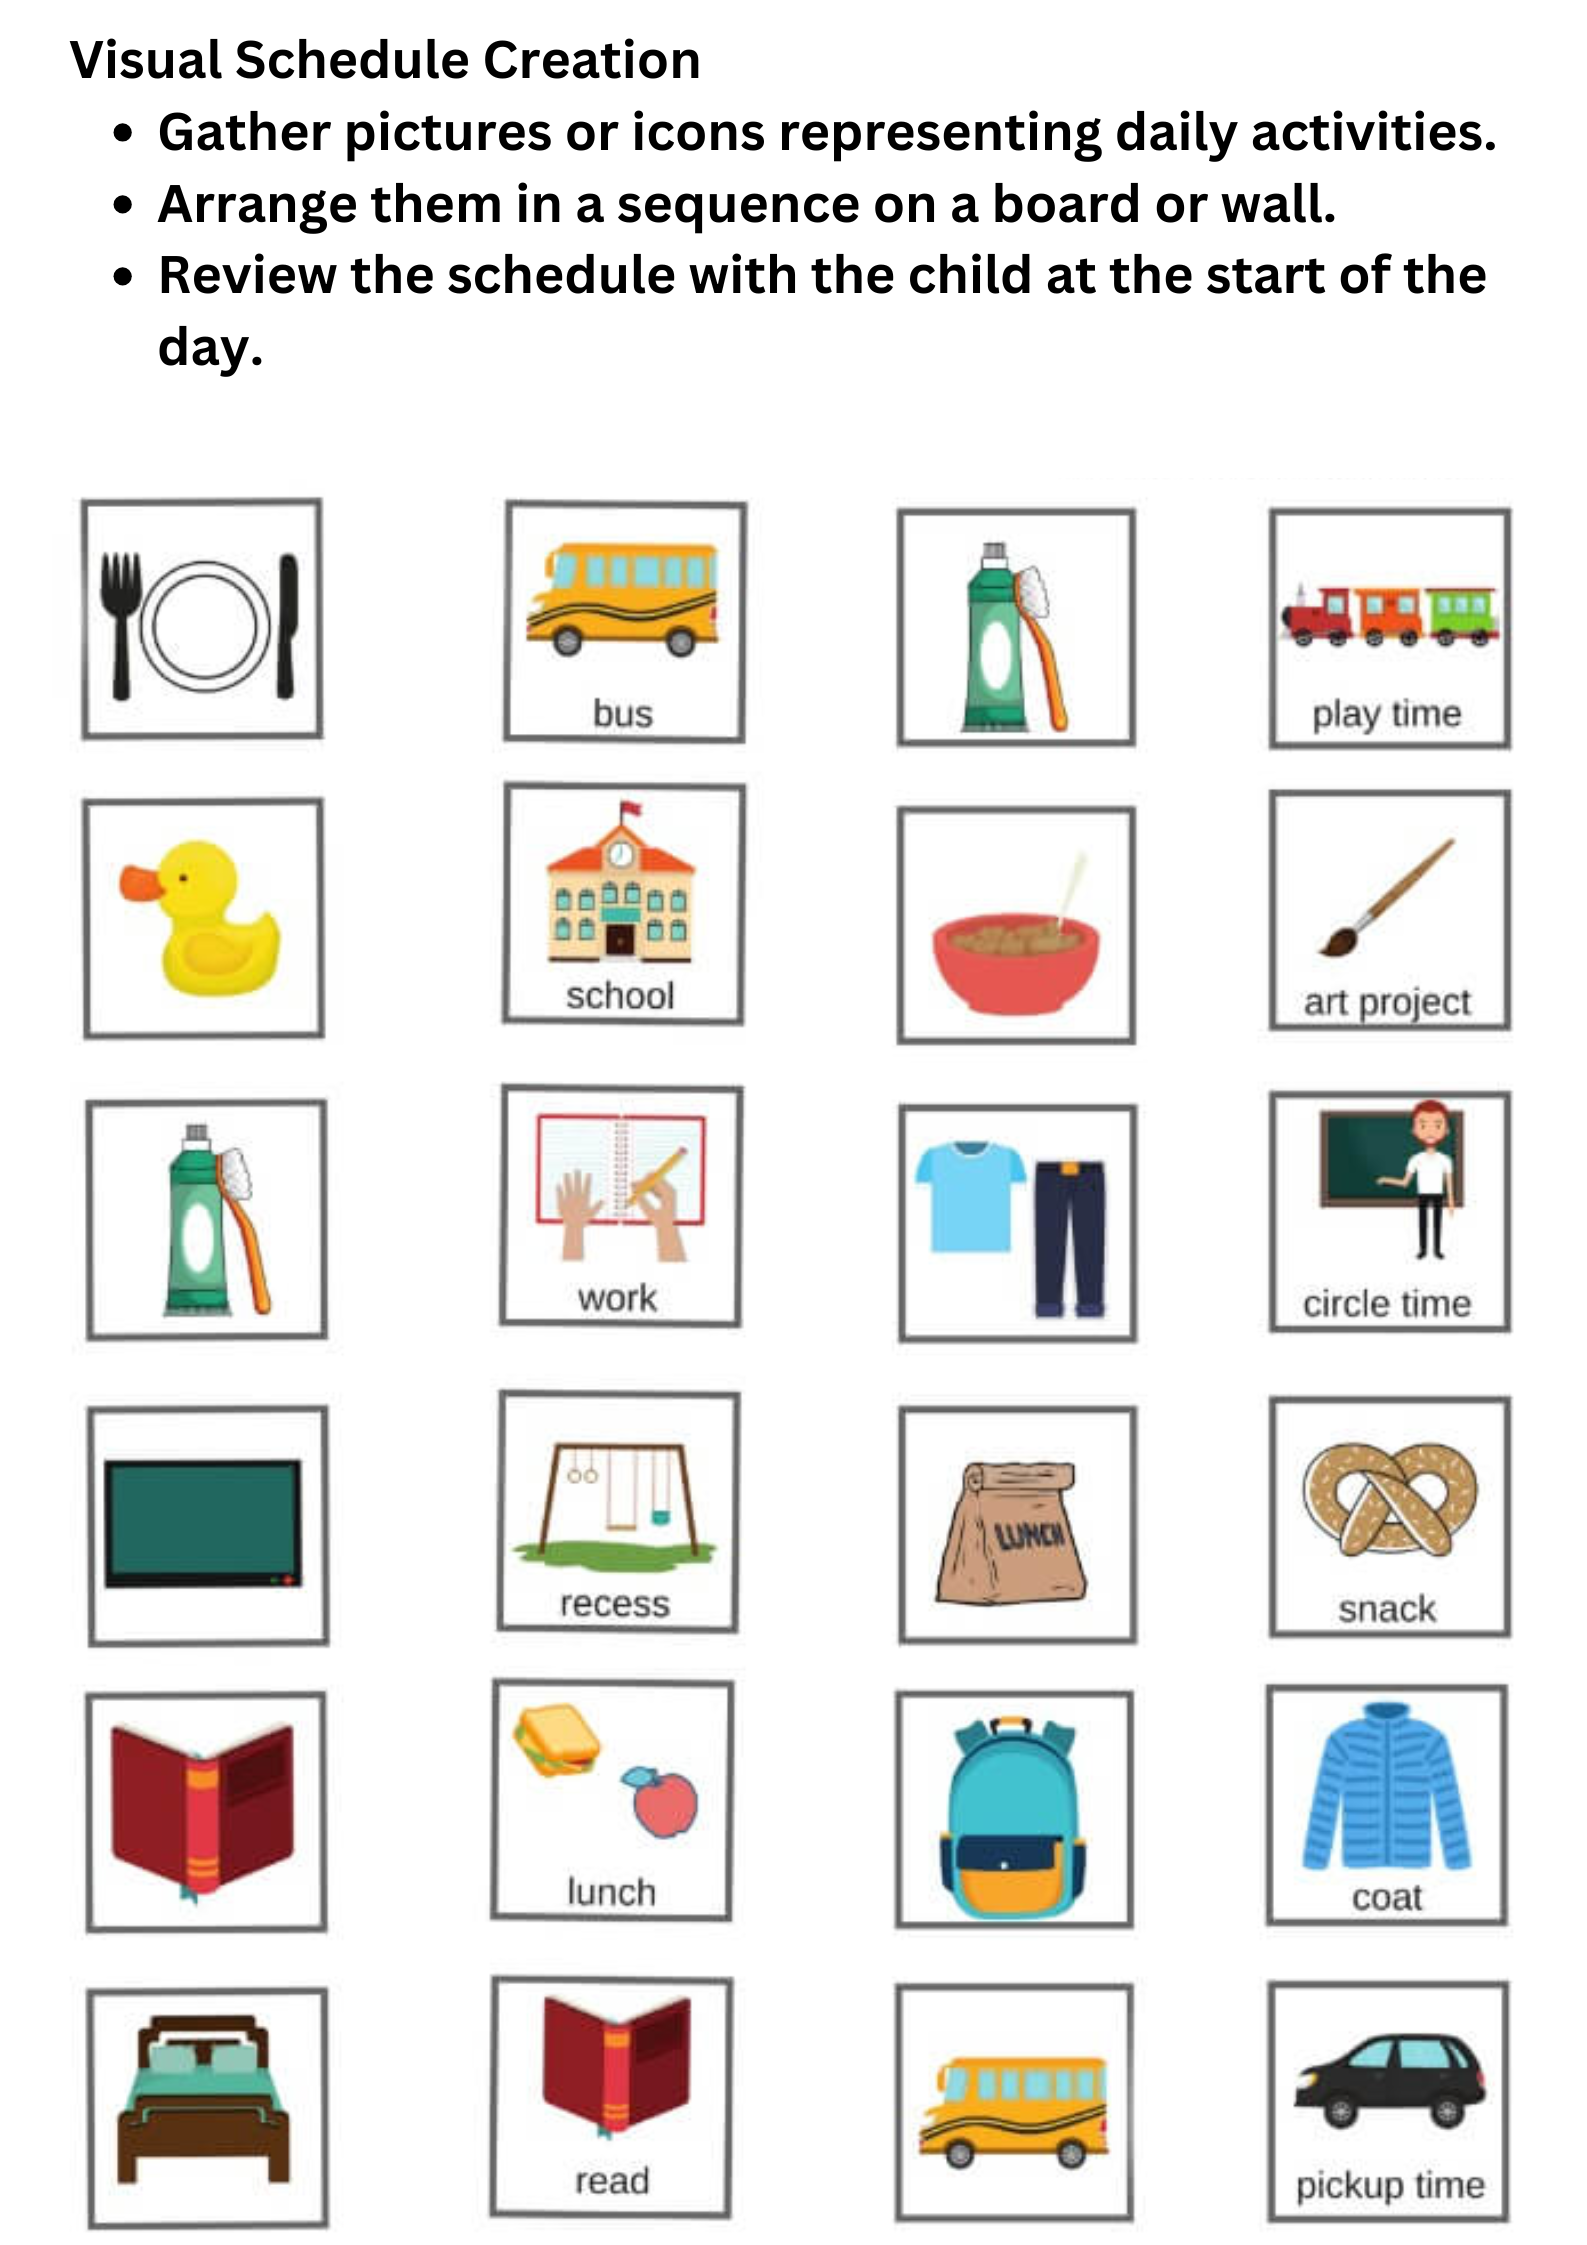 Visual Schedule Creation
• Gather pictures or icons representing daily activities.
• Arrange them in a sequence on a board or wall.
• Review the schedule with the child at the start of the
day.
bus
play time
school
art project
work
circle time
recess
LUNCH
snack
lunch
coat
read
pickup time